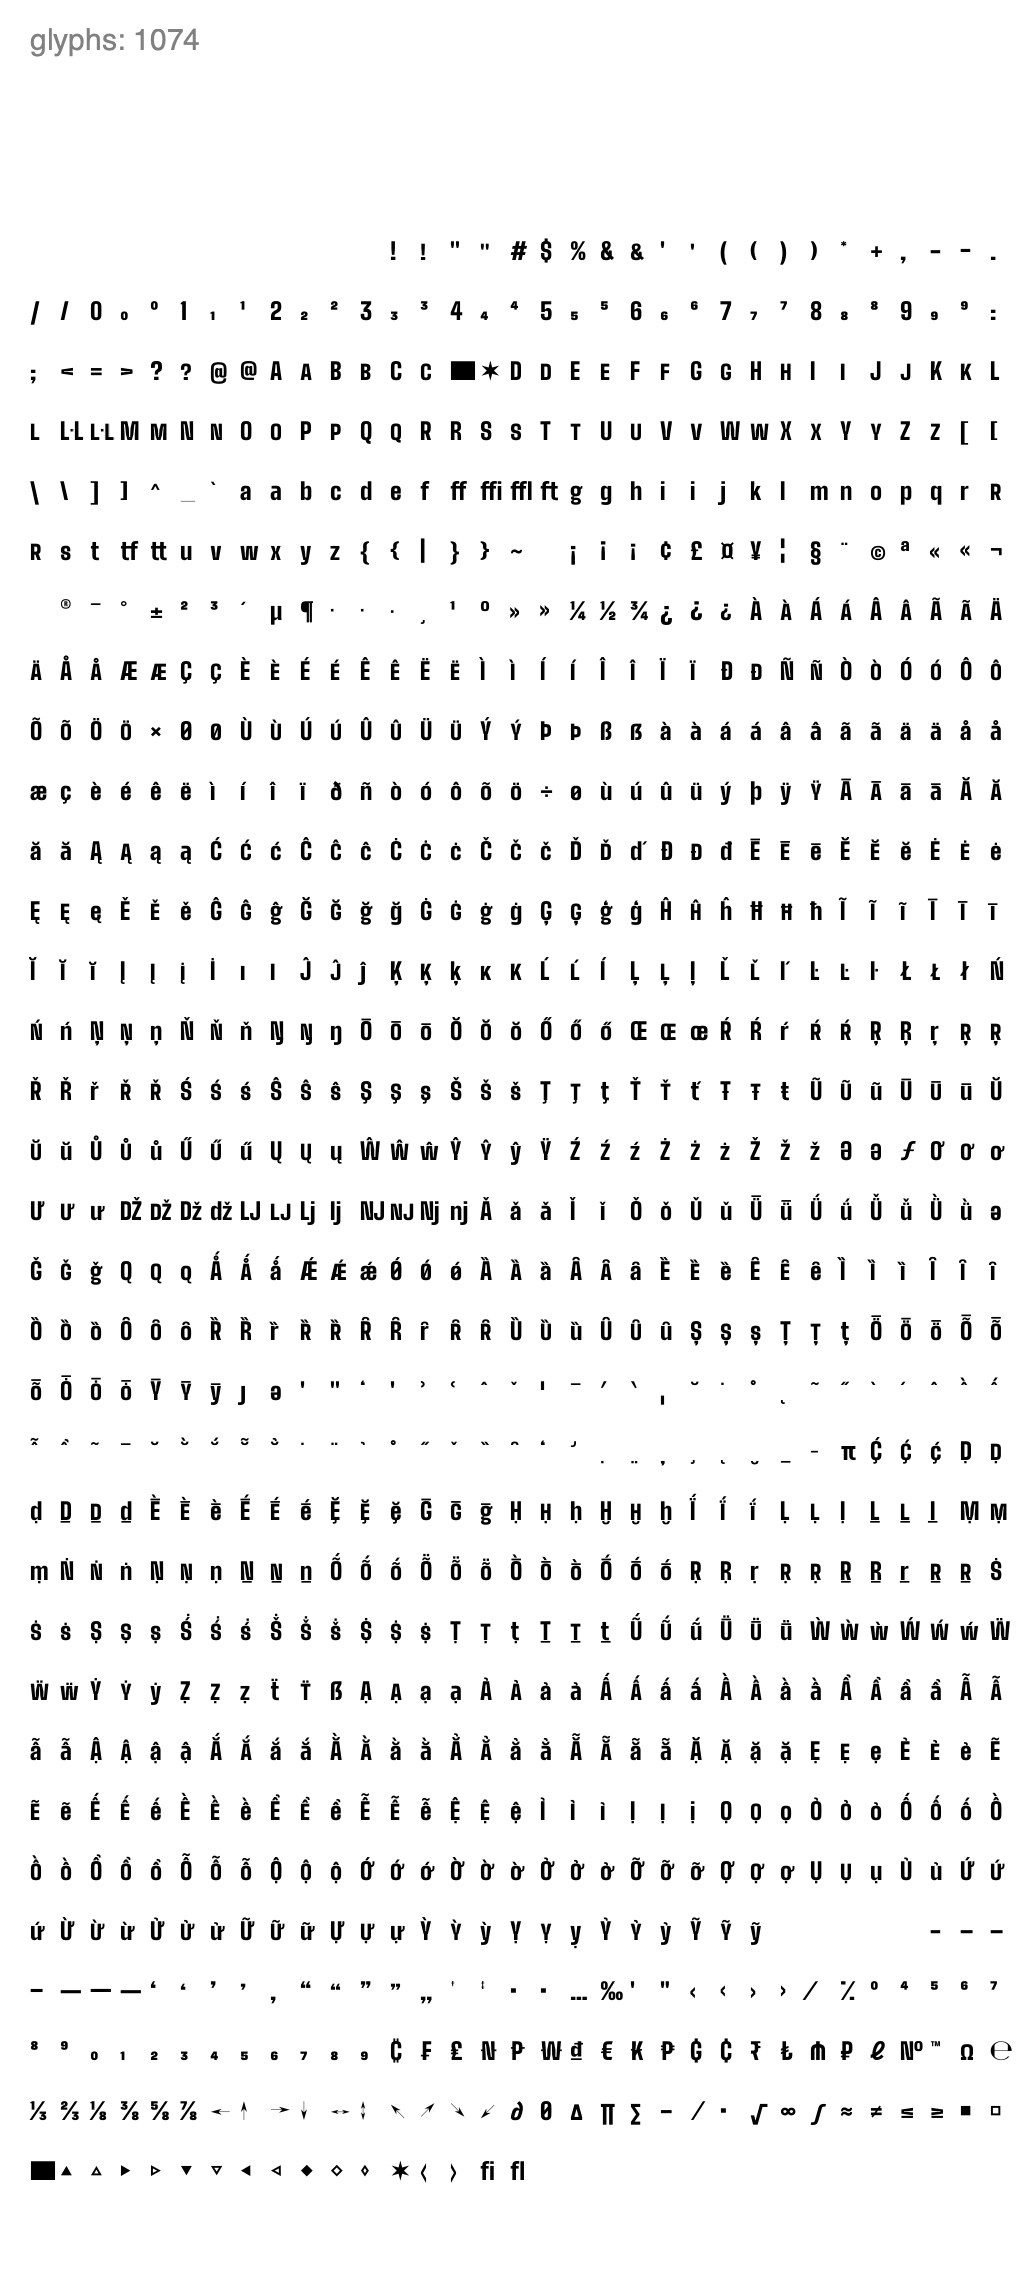 glyphs: 1074
! ! " " # $ % & & ' ' ( ( ) ) * + , - - .
/ / 0 ₀ ⁰ 1 ₁ ¹ 2 ₂ ² 3 ₃ ³ 4 ₄ ⁴ 5 ₅ ⁵ 6 ₆ ⁶ 7 ₇ ⁷ 8 ₈ ⁸ 9 ₉ ⁹ :
; < = > ? ? @ @ A A B B C C ■ ✶ D D E E F F G G H H I I J J K K L
L L·L L·L M M N N O O P P Q Q R R S S T T U U V V W W X X Y Y Z Z [ [
\ \ ] ] ^ _ ` a a b c d e f ff ffi ffl ft g g h i i j k l m n o p q r R
R s t tf tt u v w x y z { { | } } ~ ¡ ¡ ¡ ¢ £ ¤ ¥ ¦ § ¨ © ª « « ¬
® ¯ ° ± ² ³ ´ µ ¶ · · · ¸ ¹ º » » ¼ ½ ¾ ¿ ¿ ¿ À À Á Á Â Â Ã Ã Ä
Ä Å Å Æ Æ Ç Ç È È É É Ê Ê Ë Ë Ì Ì Í Í Î Î Ï Ï Ð Ð Ñ Ñ Ò Ò Ó Ó Ô Ô
Õ Õ Ö Ö × Ø Ø Ù Ù Ú Ú Û Û Ü Ü Ý Ý Þ Þ ß ß à à á á â â ã ã ä ä å å
æ ç è é ê ë ì í î ï ð ñ ò ó ô õ ö ÷ ø ù ú û ü ý þ ÿ Ÿ Ā Ā ā ā Ă Ă
ă ă Ą Ą ą ą Ć Ć ć Ĉ Ĉ ĉ Ċ Ċ ċ Č Č č Ď Ď ď Đ Đ đ Ē Ē ē Ĕ Ĕ ĕ Ė Ė ė
Ę Ę ę Ě Ě ě Ĝ Ĝ ĝ Ğ Ğ ğ ğ Ġ Ġ ġ ġ Ģ Ģ ģ ģ Ĥ Ĥ ĥ Ħ Ħ ħ Ĩ Ĩ ĩ Ī Ī ī
Ĭ Ĭ ĭ Į Į į İ ı ı Ĵ Ĵ ĵ Ķ Ķ ķ ĸ K Ĺ Ĺ ĺ Ļ Ļ ļ Ľ Ľ ľ Ŀ Ŀ ŀ Ł Ł ł Ń
Ń ń Ņ Ņ ņ Ň Ň ň Ŋ Ŋ ŋ Ō Ō ō Ŏ Ŏ ŏ Ő Ő ő Œ Œ œ Ŕ Ŕ ŕ Ŕ Ŕ Ŗ Ŗ ŗ Ŗ Ŗ
Ř Ř ř Ř Ř Ś Ś ś Ŝ Ŝ ŝ Ş Ş ş Š Š š Ţ Ţ ţ Ť Ť ť Ŧ Ŧ ŧ Ũ Ũ ũ Ū Ū ū Ŭ
Ŭ ŭ Ů Ů ů Ű Ű ű Ų Ų ų Ŵ Ŵ ŵ Ŷ Ŷ ŷ Ÿ Ź Ź ź Ż Ż ż Ž Ž ž Ə ə ƒ Ơ Ơ ơ
Ư Ư ư DŽ DŽ Dž dž LJ LJ Lj lj NJ NJ Nj nj Ǎ ǎ ǎ Ǐ ǐ Ǒ ǒ Ǔ ǔ Ǖ ǖ Ǘ ǘ Ǚ ǚ Ǜ ǜ ǝ
Ǧ Ǧ ǧ Q Q q Ǻ Ǻ ǻ Ǽ Ǽ ǽ Ǿ Ǿ ǿ Ȁ Ȁ ȁ Ȃ Ȃ ȃ Ȅ Ȅ ȅ Ȇ Ȇ ȇ Ȉ Ȉ ȉ Ȋ Ȋ ȋ
Ȍ Ȍ ȍ Ȏ Ȏ ȏ Ȑ Ȑ ȑ Ȑ Ȑ Ȓ Ȓ ȓ Ȓ Ȓ Ȕ Ȕ ȕ Ȗ Ȗ ȗ Ș Ș ș Ț Ț ț Ȫ Ȫ ȫ Ȭ Ȭ
ȭ Ȱ Ȱ ȱ Ȳ Ȳ ȳ ȷ ə ʹ ʺ ʻ ʼ ʾ ʿ ˆ ˇ ˈ ˉ ˊ ˋ ˌ ˘ ˙ ˚ ˛ ˜ ˝
π Ḉ Ḉ ḉ Ḍ Ḍ
ḍ Ḏ Ḏ ḏ Ḕ Ḕ ḕ Ḗ Ḗ ḗ Ḝ Ḝ ḝ Ḡ Ḡ ḡ Ḥ Ḥ ḥ Ḫ Ḫ ḫ Ḯ Ḯ ḯ Ḷ Ḷ ḷ Ḻ Ḻ ḻ Ṃ Ṃ
ṃ Ṅ Ṅ ṅ Ṇ Ṇ ṇ Ṉ Ṉ ṉ Ṍ Ṍ ṍ Ṏ Ṏ ṏ Ṑ Ṑ ṑ Ṓ Ṓ ṓ Ṛ Ṛ ṛ Ṛ Ṛ Ṟ Ṟ ṟ Ṟ Ṟ Ṡ
Ṡ ṡ Ṣ Ṣ ṣ Ṥ Ṥ ṥ Ṧ Ṧ ṧ Ṩ Ṩ ṩ Ṭ Ṭ ṭ Ṯ Ṯ ṯ Ṹ Ṹ ṹ Ṻ Ṻ ṻ Ẁ Ẁ ẁ Ẃ Ẃ ẃ Ẅ
Ẅ ẅ Ẏ Ẏ ẏ Ẓ Ẓ ẓ ẗ T̈ ẞ Ạ Ạ ạ ạ Ả Ả ả ả Ấ Ấ ấ ấ Ầ Ầ ầ ầ Ẩ Ẩ ẩ ẩ Ẫ Ẫ
ẫ ẫ Ậ Ậ ậ ậ Ắ Ắ ắ ắ Ằ Ằ ằ ằ Ẳ Ẳ ẳ ẳ Ẵ Ẵ ẵ ẵ Ặ Ặ ặ ặ Ẹ Ẹ ẹ Ẻ Ẻ ẻ Ẽ
Ẽ ẽ Ế Ế ế Ề Ề ề Ể Ể ể Ễ Ễ ễ Ệ Ệ ệ Ỉ Ỉ ỉ Ị Ị ị Ọ Ọ ọ Ỏ Ỏ ỏ Ố Ố ố Ồ
Ồ ồ Ổ Ổ ổ Ỗ Ỗ ỗ Ộ Ộ ộ Ớ Ớ ớ Ờ Ờ ờ Ở Ở ở Ỡ Ỡ ỡ Ợ Ợ ợ Ụ Ụ ụ Ủ ủ Ứ Ứ
ứ Ừ Ừ ừ Ử Ử ử Ữ Ữ ữ Ự Ự ự Ỳ Ỳ ỳ Ỵ Ỵ ỵ Ỷ Ỷ ỷ Ỹ Ỹ ỹ ‐ ‑ ‒
– — — — ‘ ‘ ’ ’ ‚ “ “ ” ” „ † ‡ • • … ‰ ′ ″ ‹ ‹ › › ⁄ ⁒ ⁰ ⁴ ⁵ ⁶ ⁷
⁸ ⁹ ₀ ₁ ₂ ₃ ₄ ₅ ₆ ₇ ₈ ₉ ₡ ₣ ₤ ₦ ₱ ₩ ₫ € ₭ ₱ ₲ ₵ ₹ ₺ ₼ ₽ ℓ № ™ Ω ℮
⅓ ⅔ ⅛ ⅜ ⅝ ⅞ ← ↑ → ↓ ↔ ↕ ↖ ↗ ↘ ↙ ∂ 0 ∆ ∏ ∑ − ∕ ∙ √ ∞ ∫ ≈ ≠ ≤ ≥ ■ □
■ ▲ △ ▶ ▷ ▼ ▽ ◀ ◁ ◆ ◇ ◊ ✶ ⟨ ⟩ fi fl